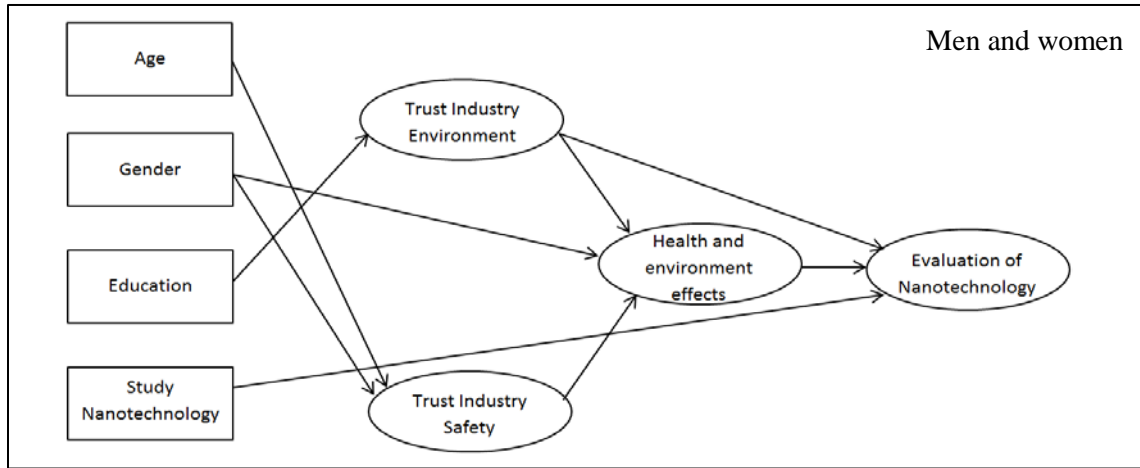 Men and women
Age
Trust Industry
Environment
Gender
Health and
environment
effects
Evaluation of
Nanotechnology
Education
Study
Nanotechnology
Trust Industry
Safety